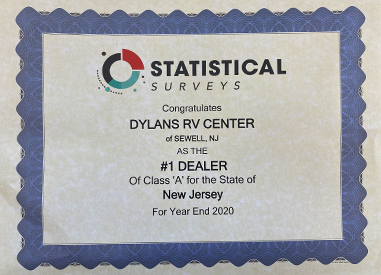 STATISTICAL
SURVEYS
Congratulates
DYLANS RV CENTER
of SEWELL, NJ
AS THE
#1 DEALER
Of Class 'A' for the State of
New Jersey
For Year End 2020